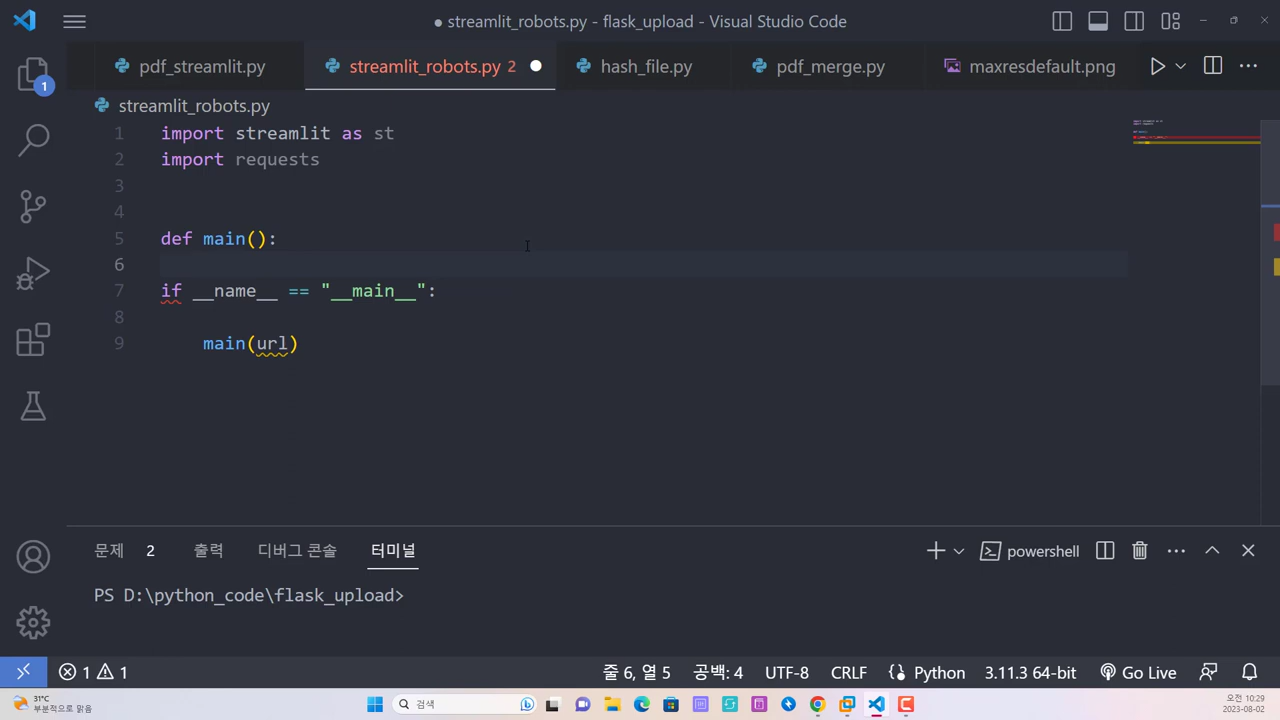 streamlit_robots.py - flask_upload - Visual Studio Code
pdf_streamlit.py streamlit_robots.py 2 hash_file.py pdf_merge.py maxresdefault.png
1
streamlit_robots.py
1 import streamlit as st
2 import requests
3
4
5 def main():
6
7 if __name__ == "__main__":
8
9 main(url)
문제 2 출력 디버그 콘솔 터미널 powershell
PS D:\python_code\flask_upload>
1 1 줄 6, 열 5 공백: 4 UTF-8 CRLF Python 3.11.3 64-bit Go Live
31°C 검색 오전 10:29
부분적으로 맑음 2023-08-02